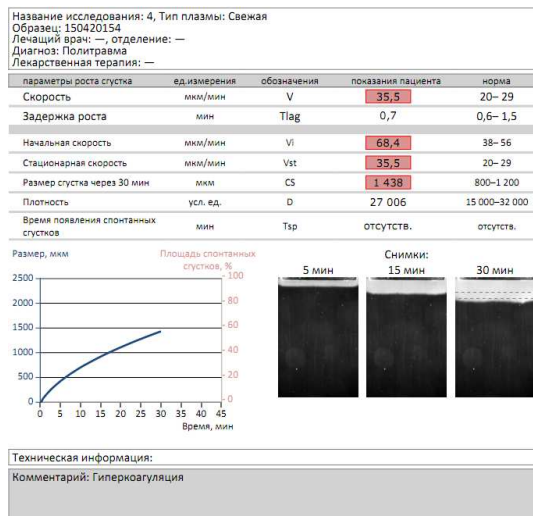 Название исследования: 4, Тип плазмы: Свежая
Образец: 150420154
Лечащий врач: —, отделение: —
Диагноз: Политравма
Лекарственная терапия: —
параметры роста сгустка ед.измерения обозначения показания пациента норма
Скорость мкм/мин V 35,5 20– 29
Задержка роста мин Tlag 0,7 0,6– 1,5
Начальная скорость мкм/мин Vi 68,4 38– 56
Стационарная скорость мкм/мин Vst 35,5 20– 29
Размер сгустка через 30 мин мкм CS 1 438 800–1 200
Плотность усл. ед. D 27 006 15 000–32 000
Время появления спонтанных сгустков мин Tsp отсутств. отсутств.
Размер, мкм
Площадь спонтанных
сгустков, %
2500
2000
1500
1000
500
0
100
80
60
40
20
0
0 5 10 15 20 25 30 35 40 45
Время, мин
Снимки:
5 мин 15 мин 30 мин
Техническая информация:
Комментарий: Гиперкоагуляция